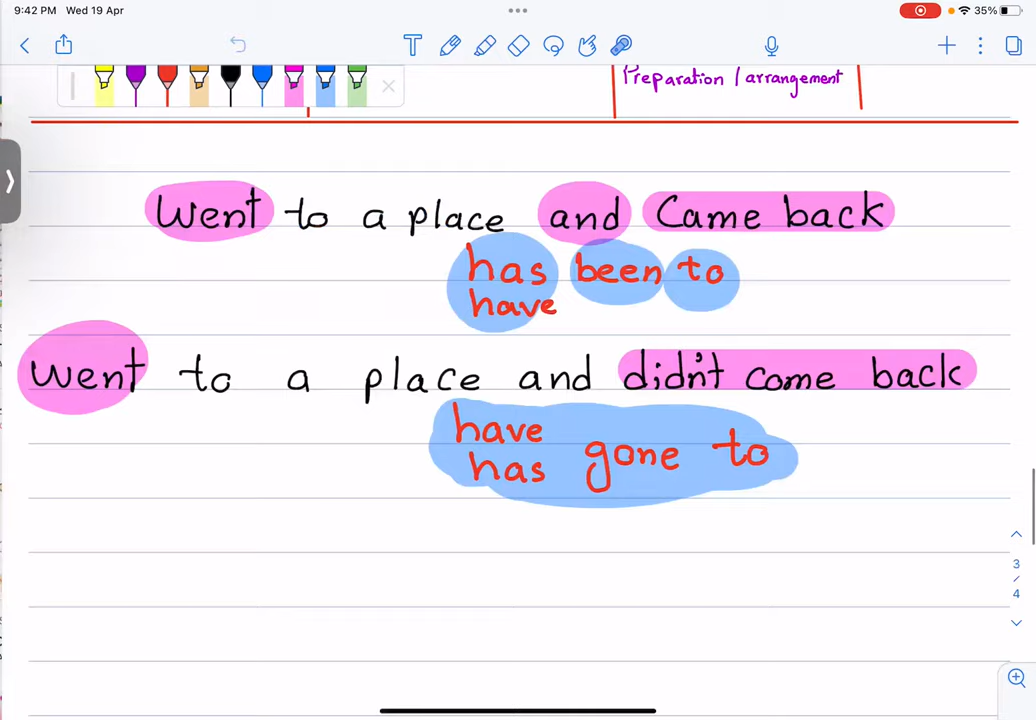 9:42 PM Wed 19 Apr
35%
T
Preparation / arrangement
Went to a place and Came back
has been to
have
Went to a place and didn't come back
have
has gone to
3
/
4